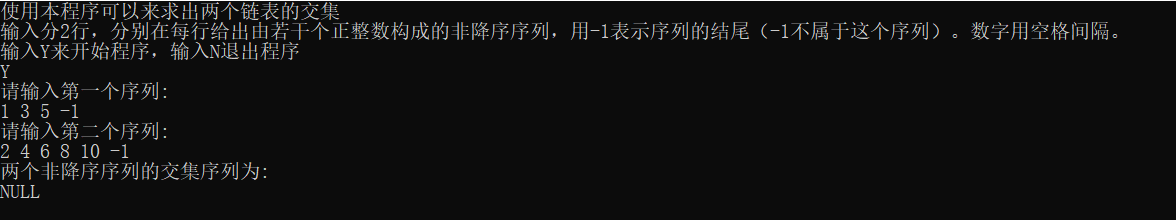 使用本程序可以来求出两个链表的交集
输入分2行，分别在每行给出由若干个正整数构成的非降序序列，用-1表示序列的结尾（-1不属于这个序列）。数字用空格间隔。
输入Y来开始程序，输入N退出程序
Y
请输入第一个序列:
1 3 5 -1
请输入第二个序列:
2 4 6 8 10 -1
两个非降序序列的交集序列为:
NULL